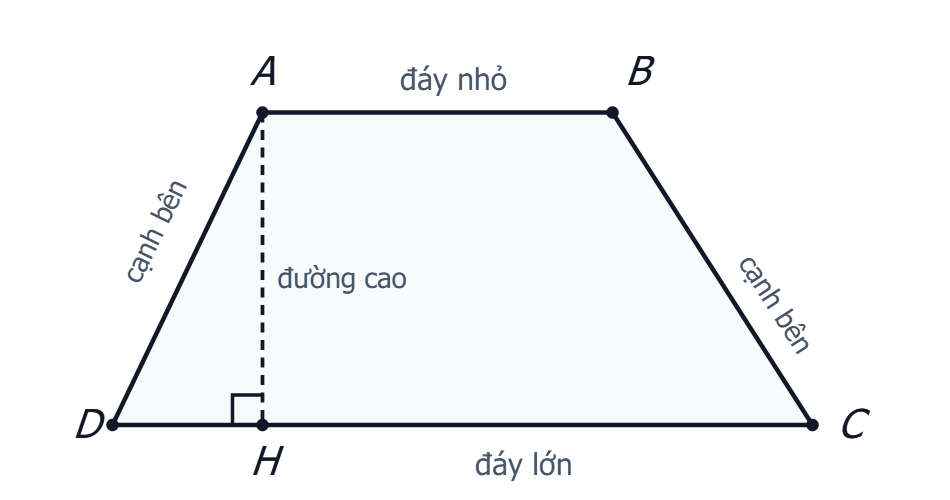 A
B
đáy nhỏ
cạnh bên
đường cao
cạnh bên
D
C
H
đáy lớn